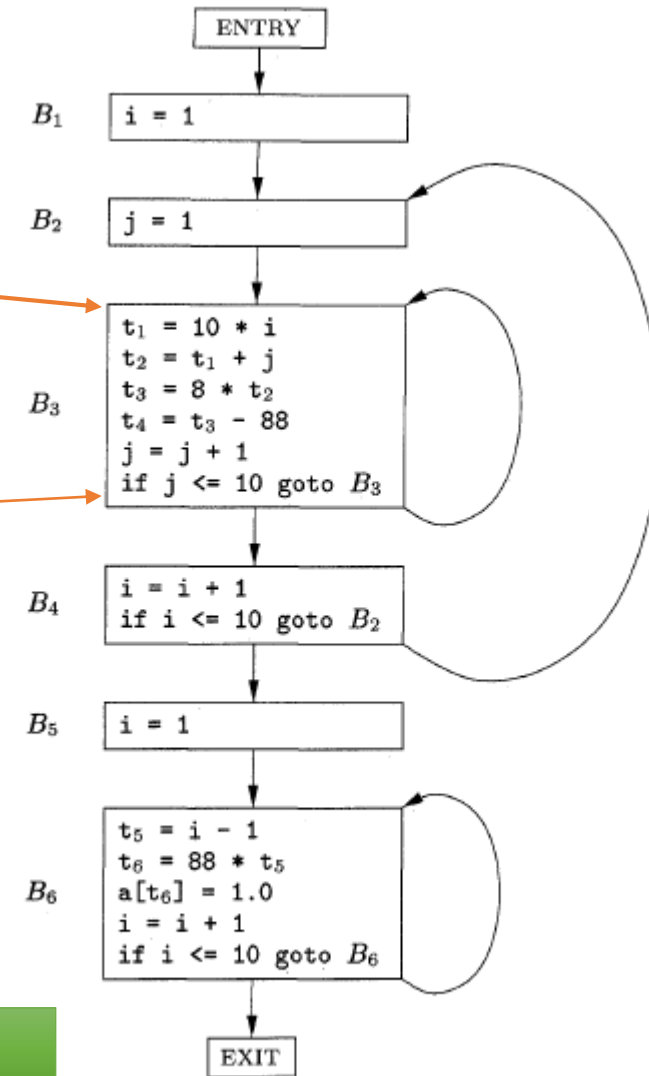 ENTRY
B₁ i = 1
B₂ j = 1
t₁ = 10 * i
t₂ = t₁ + j
t₃ = 8 * t₂
B₃
t₄ = t₃ - 88
j = j + 1
if j <= 10 goto B₃
i = i + 1
B₄
if i <= 10 goto B₂
B₅ i = 1
t₅ = i - 1
t₆ = 88 * t₅
B₆ a[t₆] = 1.0
i = i + 1
if i <= 10 goto B₆
EXIT